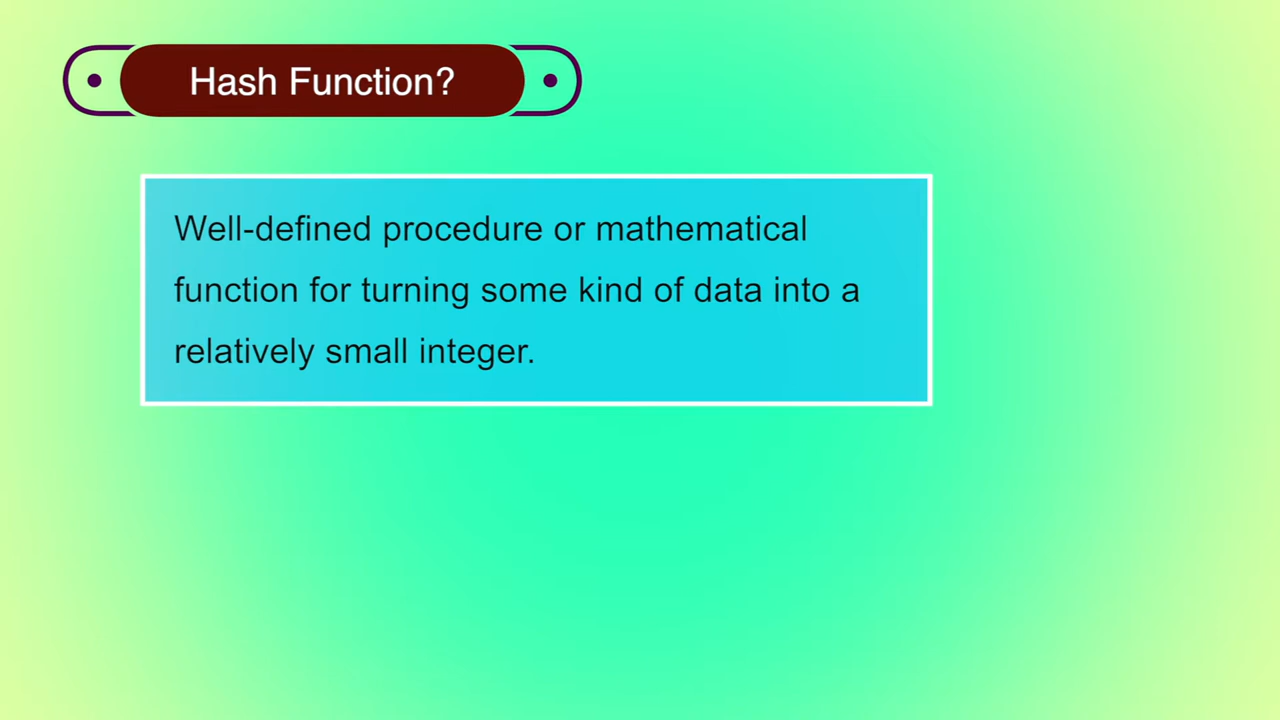 Hash Function?
Well-defined procedure or mathematical
function for turning some kind of data into a
relatively small integer.